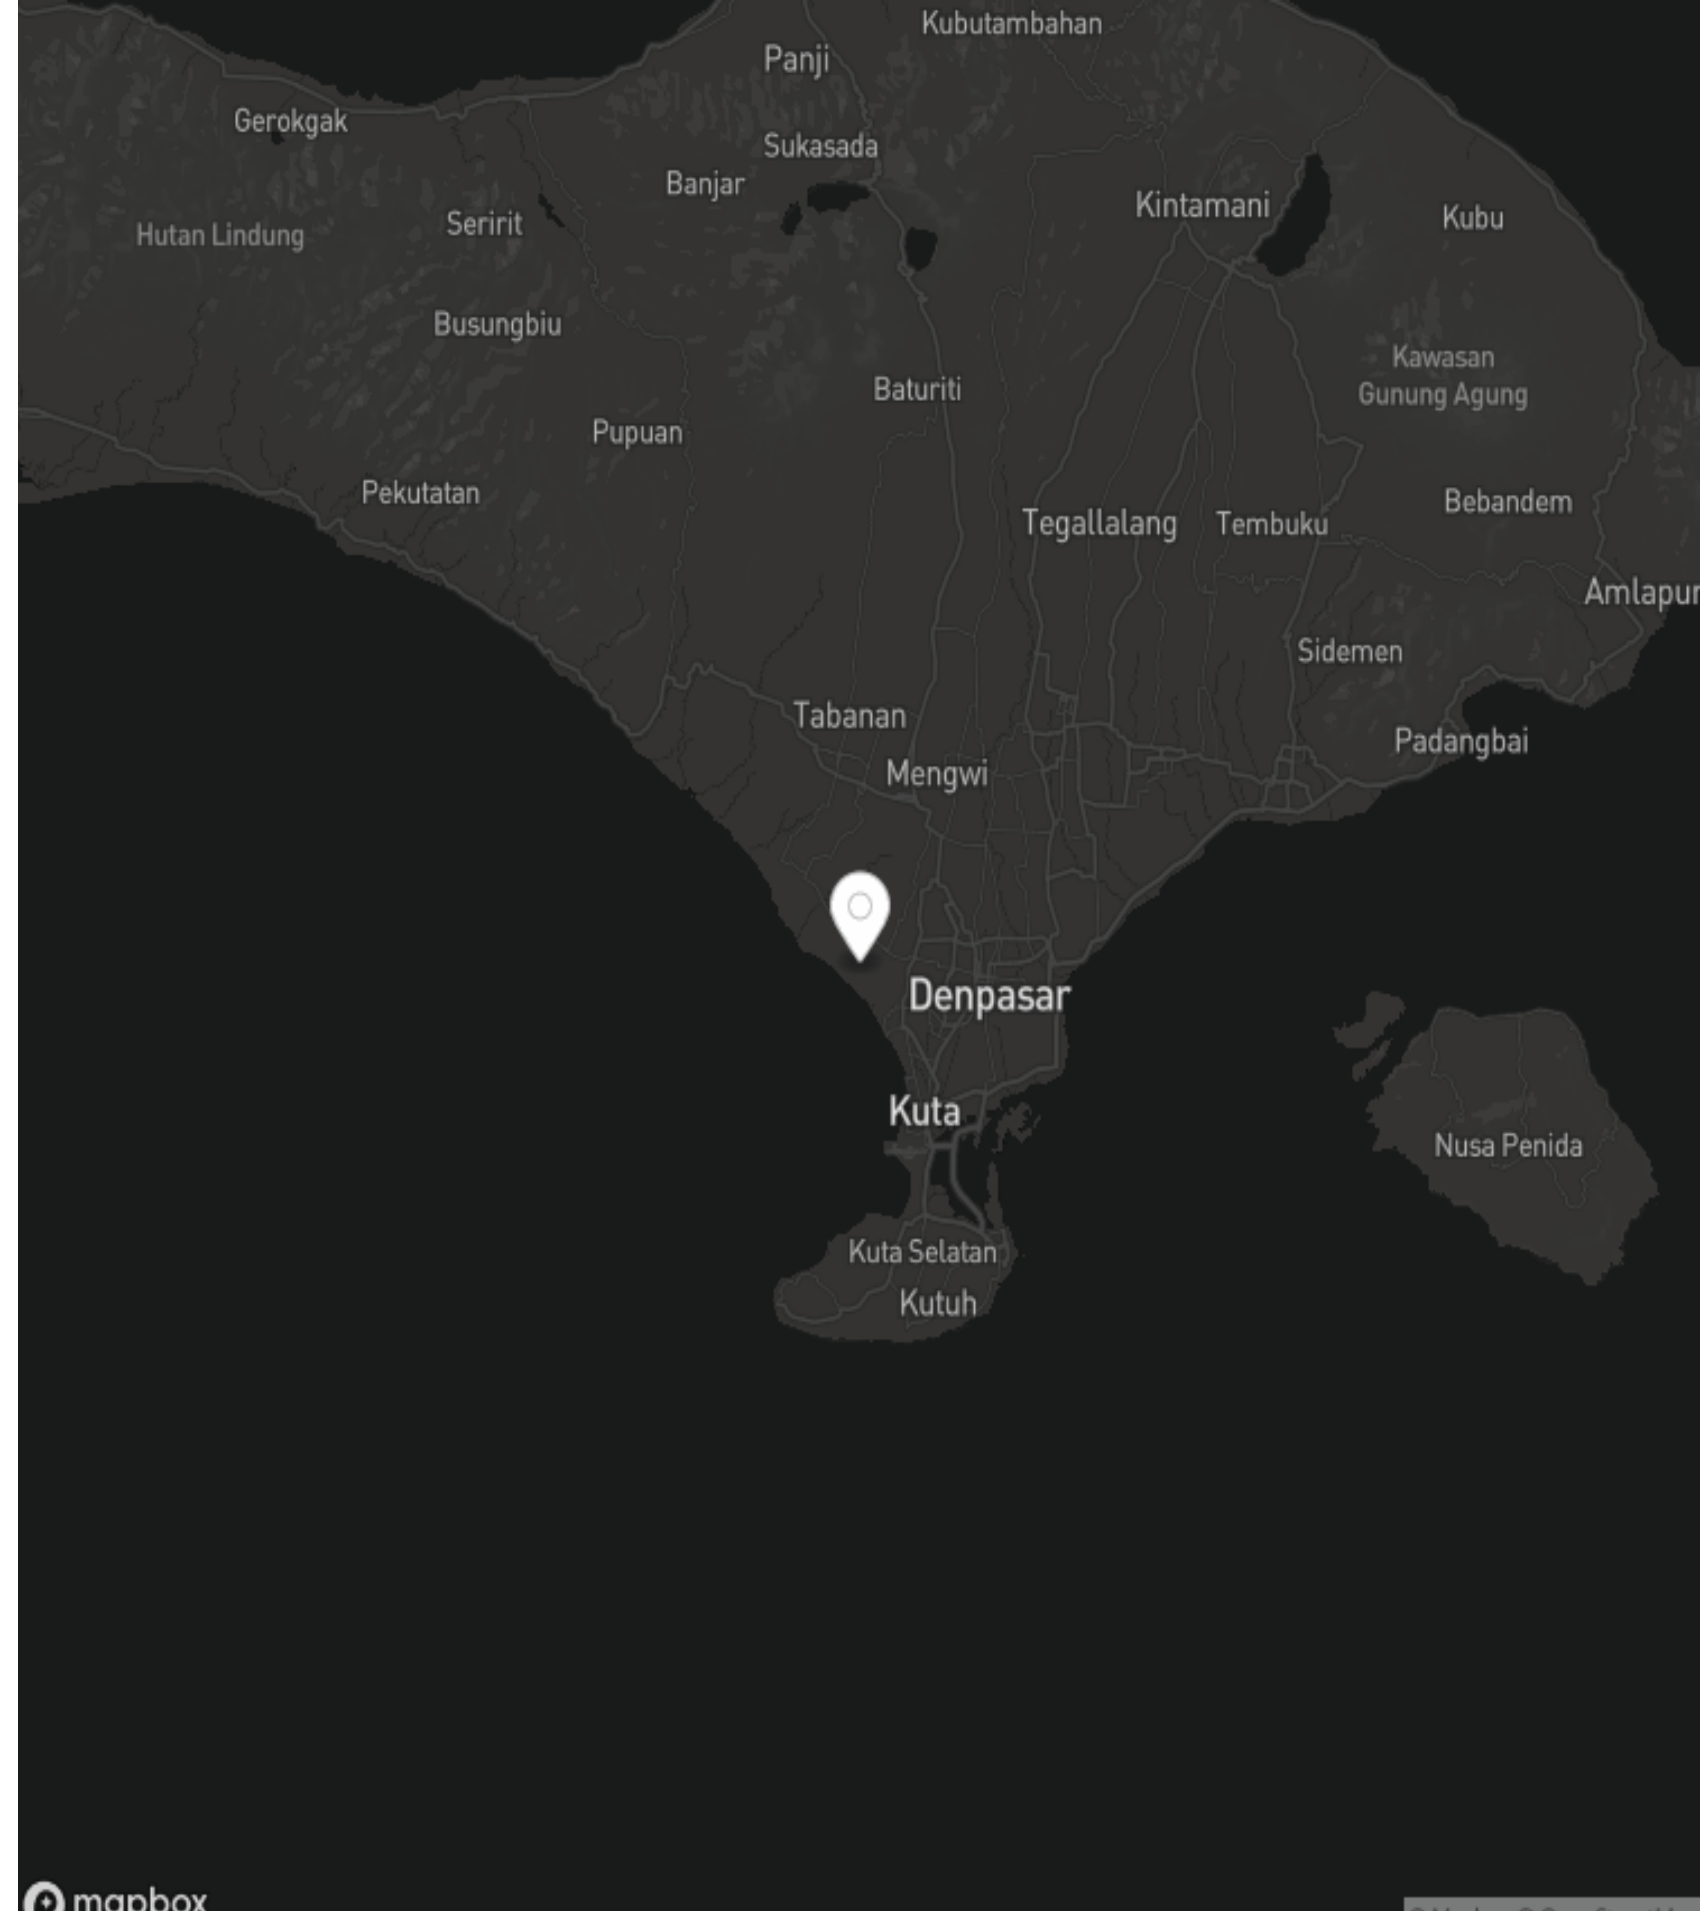 Kubutambahan
Panji
Gerokgak
Sukasada
Banjar
Kintamani
Kubu
Seririt
Hutan Lindung
Busungbiu
Kawasan
Gunung Agung
Baturiti
Pupuan
Pekutatan
Bebandem
Tegallalang
Tembuku
Amlapur
Sidemen
Tabanan
Padangbai
Mengwi
Denpasar
Kuta
Nusa Penida
Kuta Selatan
Kutuh
mapbox